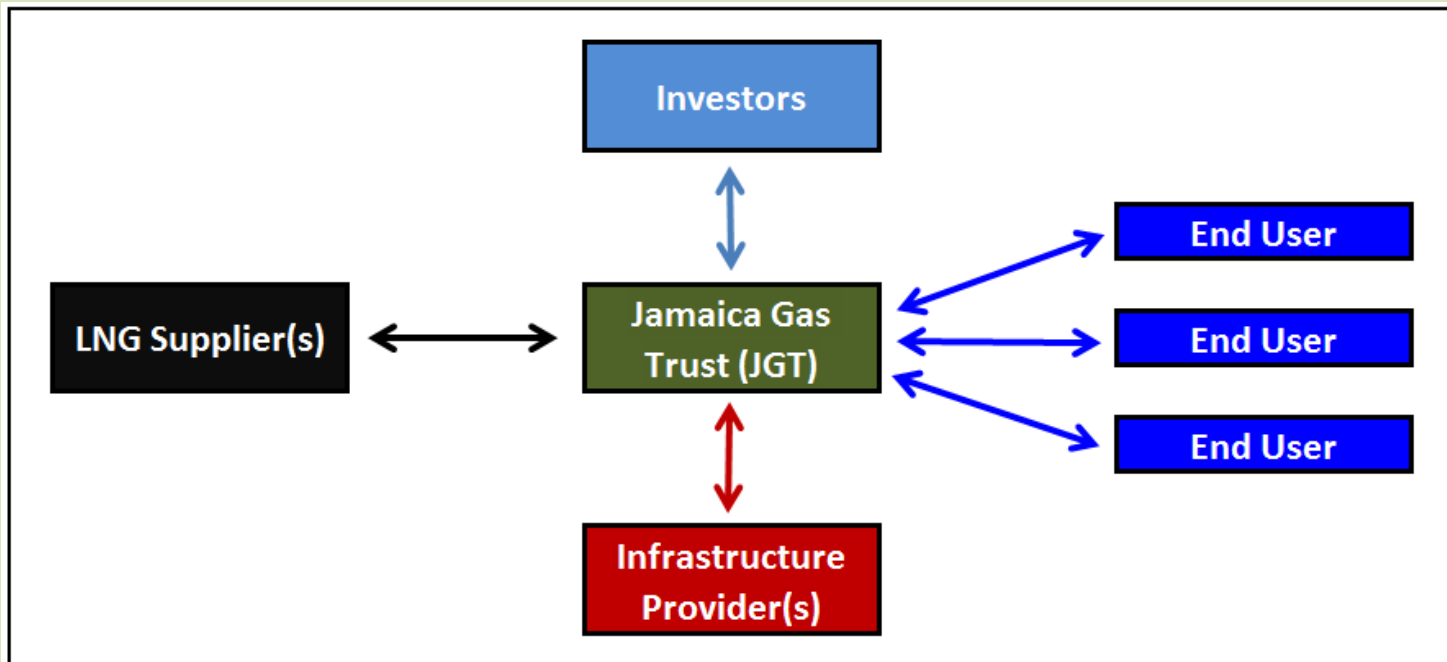 Investors
LNG Supplier(s)
Jamaica Gas
Trust (JGT)
End User
End User
End User
Infrastructure
Provider(s)